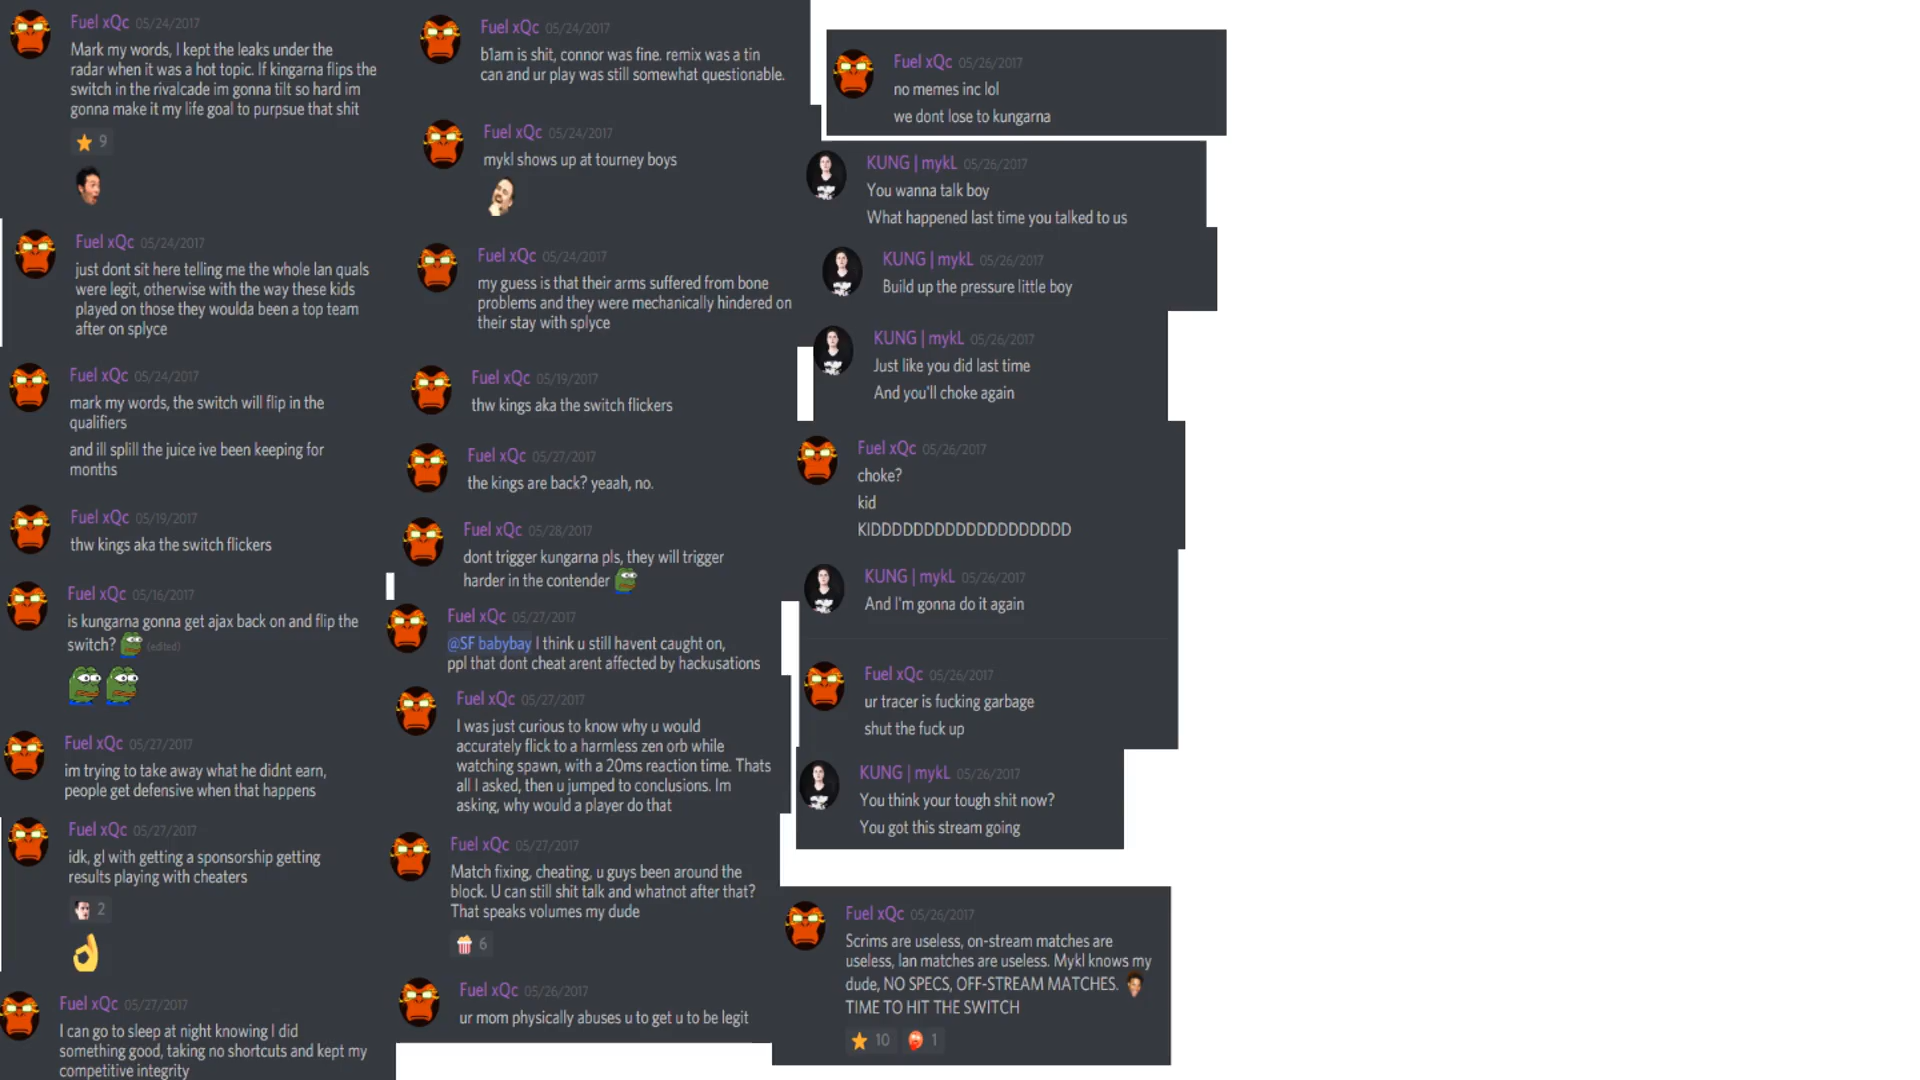 Fuel xQc 05/24/2017
Mark my words, I kept the leaks under the
radar when it was a hot topic. If kingarna flips the
switch in the rivalcade im gonna tilt so hard im
gonna make it my life goal to purpsue that shit
9
Fuel xQc 05/24/2017
just dont sit here telling me the whole lan quals
were legit, otherwise with the way these kids
played on those they woulda been a top team
after on splyce
Fuel xQc 05/24/2017
mark my words, the switch will flip in the
qualifiers
and ill splill the juice ive been keeping for
months
Fuel xQc 05/19/2017
thw kings aka the switch flickers
Fuel xQc 05/16/2017
is kungarna gonna get ajax back on and flip the
switch? (edited)
Fuel xQc 05/27/2017
im trying to take away what he didnt earn,
people get defensive when that happens
Fuel xQc 05/27/2017
idk, gl with getting a sponsorship getting
results playing with cheaters
2
Fuel xQc 05/27/2017
I can go to sleep at night knowing I did
something good, taking no shortcuts and kept my
competitive integrity
Fuel xQc 05/24/2017
b1am is shit, connor was fine. remix was a tin
can and ur play was still somewhat questionable.
Fuel xQc 05/24/2017
mykl shows up at tourney boys
Fuel xQc 05/24/2017
my guess is that their arms suffered from bone
problems and they were mechanically hindered on
their stay with splyce
Fuel xQc 05/19/2017
thw kings aka the switch flickers
Fuel xQc 05/27/2017
the kings are back? yeaah, no.
Fuel xQc 05/28/2017
dont trigger kungarna pls, they will trigger
harder in the contender
Fuel xQc 05/27/2017
@SF babybay I think u still havent caught on,
ppl that dont cheat arent affected by hackusations
Fuel xQc 05/27/2017
I was just curious to know why u would
accurately flick to a harmless zen orb while
watching spawn, with a 20ms reaction time. Thats
all I asked, then u jumped to conclusions. Im
asking, why would a player do that
Fuel xQc 05/27/2017
Match fixing, cheating, u guys been around the
block. U can still shit talk and whatnot after that?
That speaks volumes my dude
6
Fuel xQc 05/26/2017
ur mom physically abuses u to get u to be legit
Fuel xQc 05/26/2017
no memes inc lol
we dont lose to kungarna
KUNG | mykL 05/26/2017
You wanna talk boy
What happened last time you talked to us
KUNG | mykL 05/26/2017
Build up the pressure little boy
KUNG | mykL 05/26/2017
Just like you did last time
And you'll choke again
Fuel xQc 05/26/2017
choke?
kid
KIDDDDDDDDDDDDDDDDDDD
KUNG | mykL 05/26/2017
And I'm gonna do it again
Fuel xQc 05/26/2017
ur tracer is fucking garbage
shut the fuck up
KUNG | mykL 05/26/2017
You think your tough shit now?
You got this stream going
Fuel xQc 05/26/2017
Scrims are useless, on-stream matches are
useless, lan matches are useless. Mykl knows my
dude, NO SPECS, OFF-STREAM MATCHES.
TIME TO HIT THE SWITCH
10 1